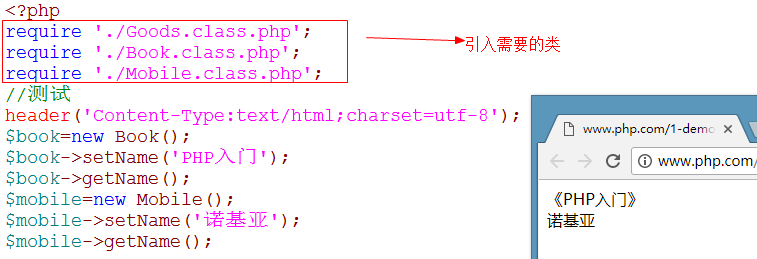 <?php
require './Goods.class.php';
require './Book.class.php';
require './Mobile.class.php';
引入需要的类
//测试
header('Content-Type:text/html;charset=utf-8');
$book=new Book();
$book->setName('PHP入门');
$book->getName();
$mobile=new Mobile();
$mobile->setName('诺基亚');
$mobile->getName();
www.php.com/1-demo
www.php.com/
《PHP入门》
诺基亚